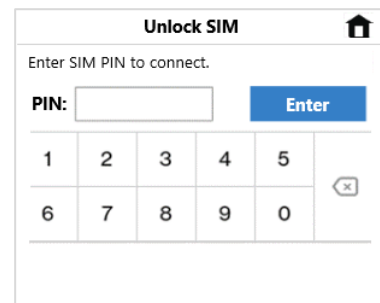 Unlock SIM
Enter SIM PIN to connect.
PIN: Enter
1 2 3 4 5
6 7 8 9 0